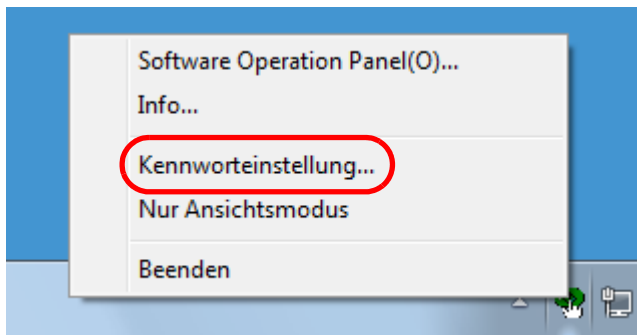 Software Operation Panel(O)...
Info...
Kennworteinstellung...
Nur Ansichtsmodus
Beenden